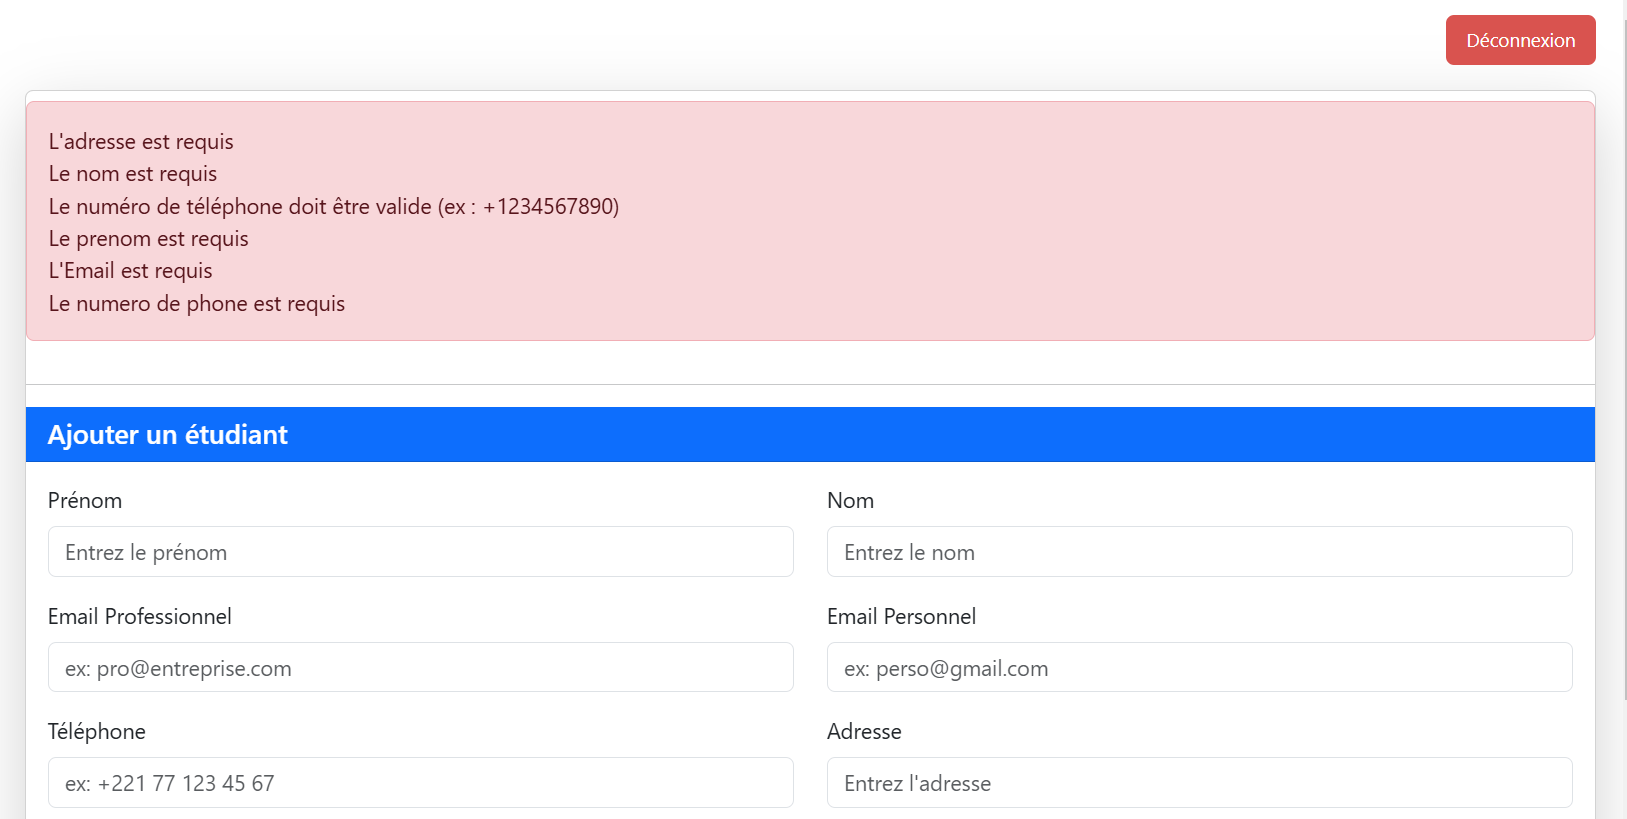 Déconnexion
L'adresse est requis
Le nom est requis
Le numéro de téléphone doit être valide (ex : +1234567890)
Le prenom est requis
L'Email est requis
Le numero de phone est requis
Ajouter un étudiant
Prénom
Nom
Entrez le prénom
Entrez le nom
Email Professionnel
Email Personnel
ex: pro@entreprise.com
ex: perso@gmail.com
Téléphone
Adresse
ex: +221 77 123 45 67
Entrez l'adresse